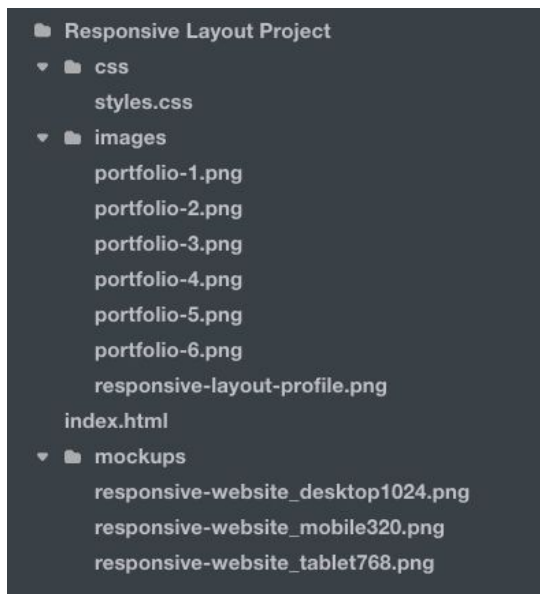 Responsive Layout Project
css
styles.css
images
portfolio-1.png
portfolio-2.png
portfolio-3.png
portfolio-4.png
portfolio-5.png
portfolio-6.png
responsive-layout-profile.png
index.html
mockups
responsive-website_desktop1024.png
responsive-website_mobile320.png
responsive-website_tablet768.png